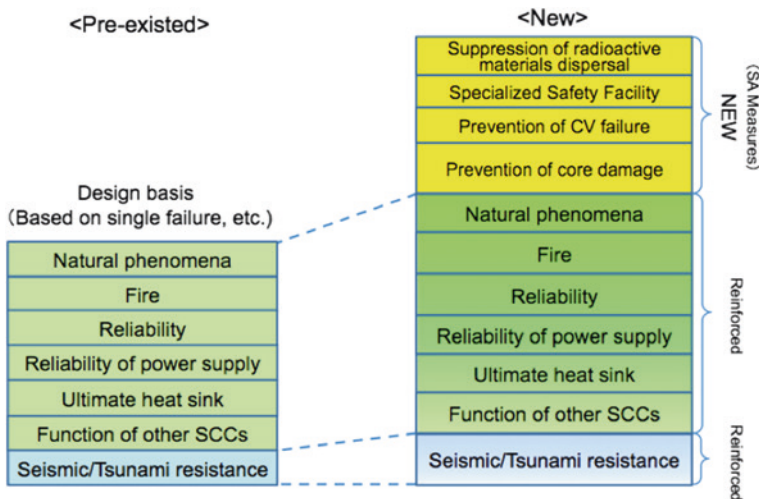 <Pre-existed>
Design basis
(Based on single failure, etc.)
Natural phenomena
Fire
Reliability
Reliability of power supply
Ultimate heat sink
Function of other SCCs
Seismic/Tsunami resistance
<New>
Suppression of radioactive
materials dispersal
Specialized Safety Facility
Prevention of CV failure
Prevention of core damage
Natural phenomena
Fire
Reliability
Reliability of power supply
Ultimate heat sink
Function of other SCCs
Seismic/Tsunami resistance
(SA Measures)
NEW
Reinforced
Reinforced